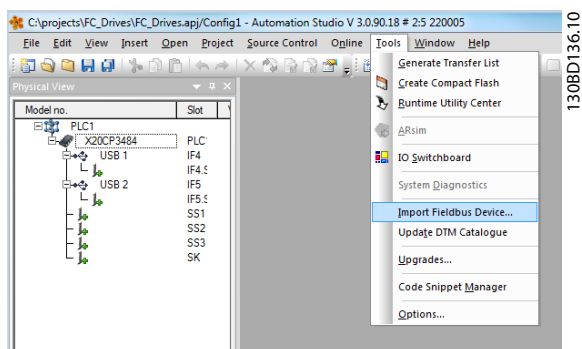 C:\projects\FC_Drives\FC_Drives.apj/Config1 - Automation Studio V 3.0.90.18 # 2:5 220005
File Edit View Insert Open Project Source Control Online Tools Window Help
Physical View
Model no. Slot
PLC1
X20CP3484 PLC
USB 1 IF4
IF4.S
USB 2 IF5
IF5.S
SS1
SS2
SS3
SK
Generate Transfer List
Create Compact Flash
Runtime Utility Center
ARsim
IO Switchboard
System Diagnostics
Import Fieldbus Device...
Update DTM Catalogue
Upgrades...
Code Snippet Manager
Options...
130BD136.10